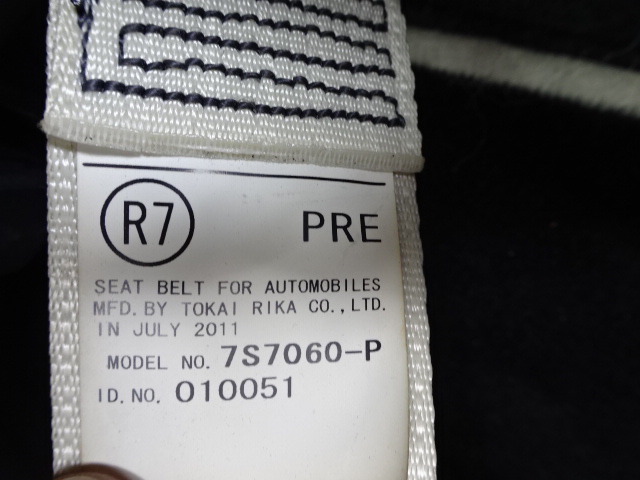 R7 PRE
SEAT BELT FOR AUTOMOBILES
MFD. BY TOKAI RIKA CO., LTD.
IN JULY 2011
MODEL NO. 7S7060-P
ID. NO. 010051